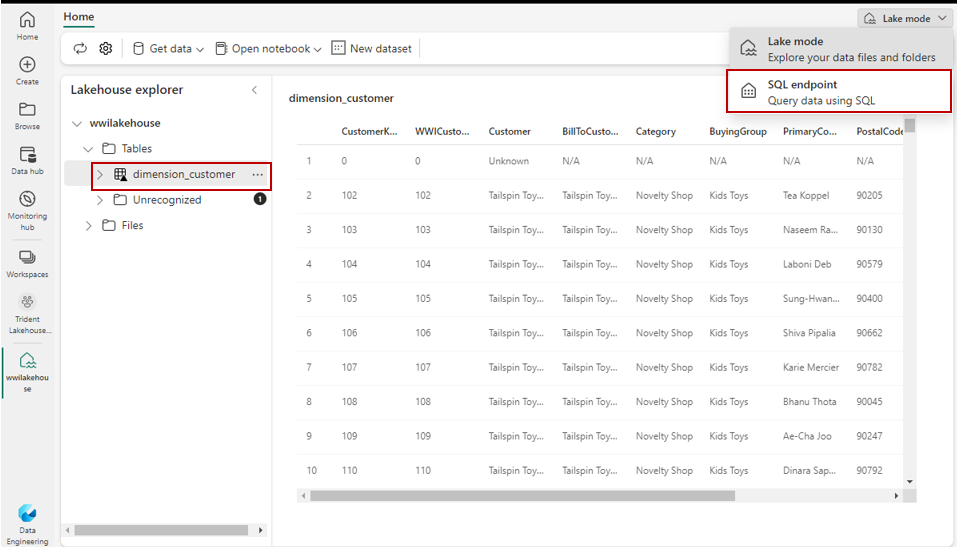 Home
Lake mode
Get data
Open notebook
New dataset
Lake mode
Explore your data files and folders
SQL endpoint
Query data using SQL
Home
Create
Browse
Data hub
Monitoring
hub
Workspaces
Trident
Lakehouse...
wwilakehou
se
Data
Engineering
Lakehouse explorer
wwilakehouse
Tables
dimension_customer
Unrecognized 1
Files
dimension_customer
CustomerK... WWICusto... Customer BillToCusto... Category BuyingGroup PrimaryCo... PostalCode
1 0 0 Unknown N/A N/A N/A N/A N/A
2 102 102 Tailspin Toy... Tailspin Toy... Novelty Shop Kids Toys Tea Koppel 90205
3 103 103 Tailspin Toy... Tailspin Toy... Novelty Shop Kids Toys Naseem Ra... 90130
4 104 104 Tailspin Toy... Tailspin Toy... Novelty Shop Kids Toys Laboni Deb 90579
5 105 105 Tailspin Toy... Tailspin Toy... Novelty Shop Kids Toys Sung-Hwan... 90400
6 106 106 Tailspin Toy... Tailspin Toy... Novelty Shop Kids Toys Shiva Pipalia 90662
7 107 107 Tailspin Toy... Tailspin Toy... Novelty Shop Kids Toys Karie Mercier 90782
8 108 108 Tailspin Toy... Tailspin Toy... Novelty Shop Kids Toys Bhanu Thota 90045
9 109 109 Tailspin Toy... Tailspin Toy... Novelty Shop Kids Toys Ae-Cha Joo 90247
10 110 110 Tailspin Toy... Tailspin Toy... Novelty Shop Kids Toys Dinara Sap... 90792